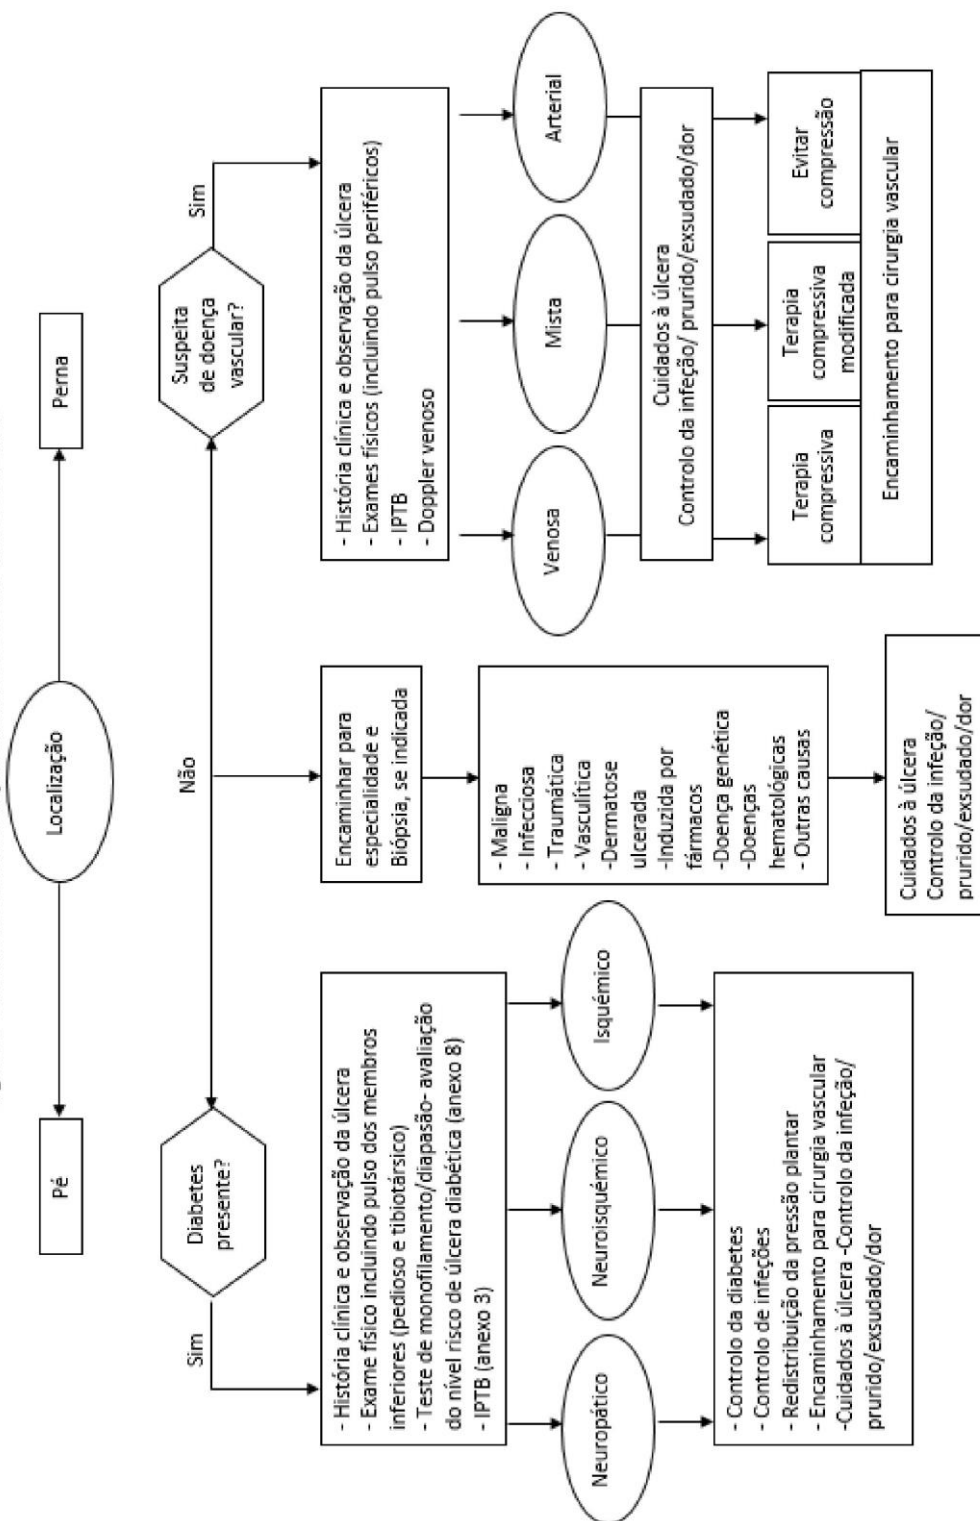 Localização
Pé
Perna
Diabetes
presente?
Não
Suspeita
de doença
vascular?
Sim
Sim
- História clínica e observação da úlcera
- Exame físico incluindo pulso dos membros
inferiores (pedioso e tibiotársico)
- Teste de monofilamento/diapasão- avaliação
do nível risco de úlcera diabética (anexo 8)
- IPTB (anexo 3)
Neuropático
Neuroisquémico
Isquémico
- Controlo da diabetes
- Controlo de infeções
- Redistribuição da pressão plantar
- Encaminhamento para cirurgia vascular
-Cuidados à úlcera -Controlo da infeção/
prurido/exsudado/dor
Encaminhar para
especialidade e
Biópsia, se indicada
- Maligna
- Infecciosa
- Traumática
- Vasculítica
-Dermatose
ulcerada
-Induzida por
fármacos
-Doença genética
-Doenças
hematológicas
- Outras causas
Cuidados à úlcera
Controlo da infeção/
prurido/exsudado/dor
- História clínica e observação da úlcera
- Exames físicos (incluindo pulso periféricos)
- IPTB
- Doppler venoso
Venosa
Mista
Arterial
Cuidados à úlcera
Controlo da infeção/ prurido/exsudado/dor
Terapia
compressiva
Terapia
compressiva
modificada
Evitar
compressão
Encaminhamento para cirurgia vascular